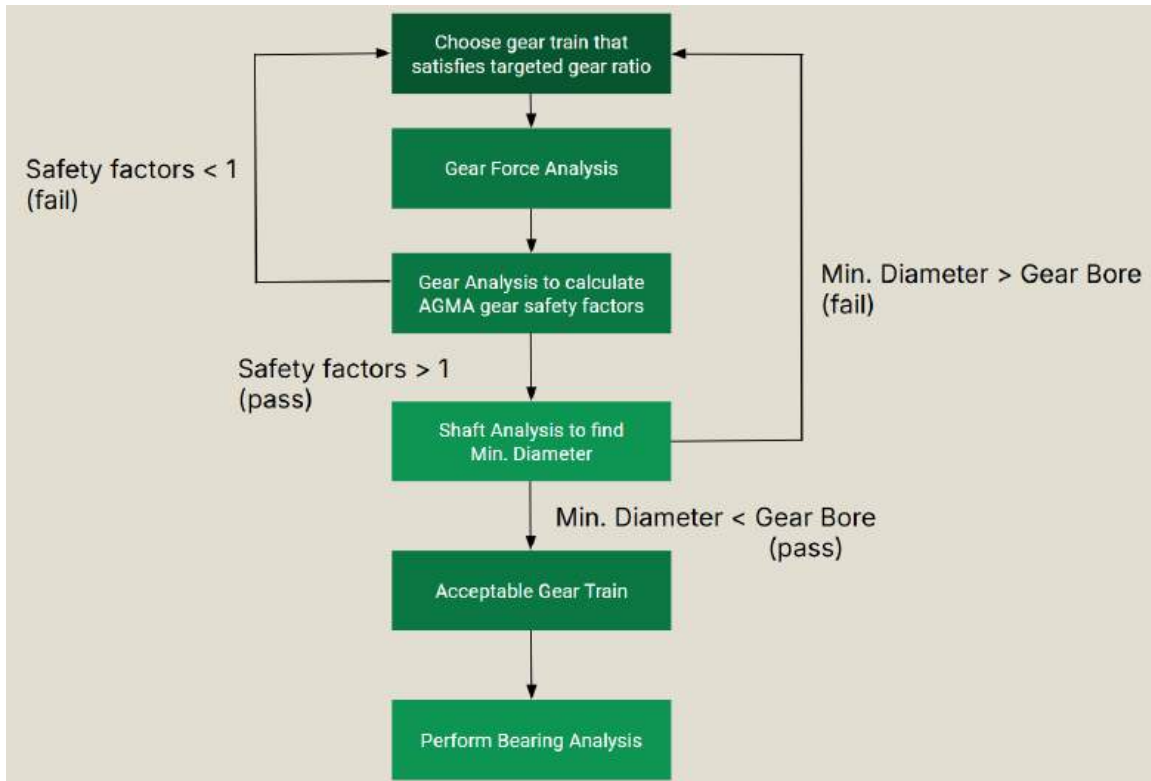 Choose gear train that
satisfies targeted gear ratio
Safety factors < 1
(fail)
Gear Force Analysis
Gear Analysis to calculate
AGMA gear safety factors
Min. Diameter > Gear Bore
(fail)
Safety factors > 1
(pass)
Shaft Analysis to find
Min. Diameter
Min. Diameter < Gear Bore
(pass)
Acceptable Gear Train
Perform Bearing Analysis